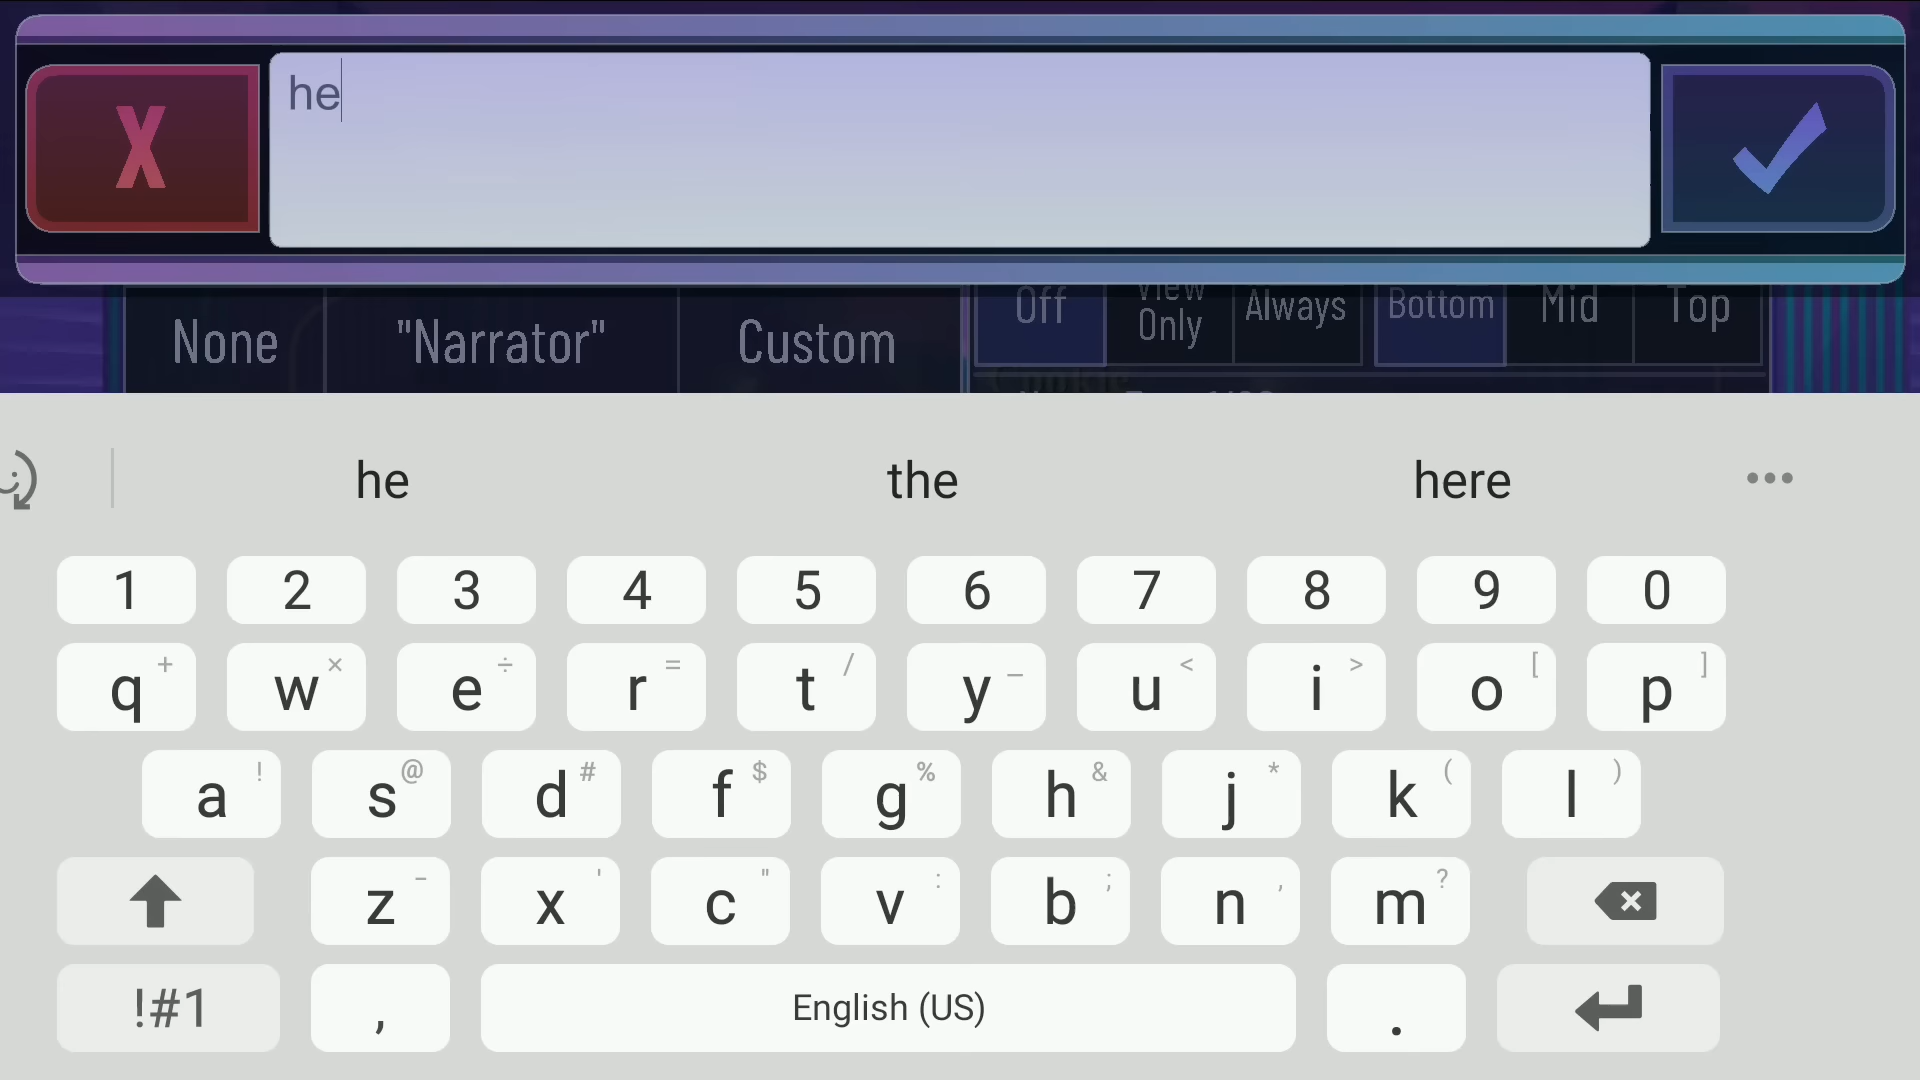 X
he
Off View Only Always Bottom Mid Top
None "Narrator" Custom
he the here •••
1 2 3 4 5 6 7 8 9 0
q + w × e ÷ r = t / y _ u < i > o [ p ]
a ! s @ d # f $ g % h & j * k ( l )
z - x ' c " v : b ; n , m ?
!#1 , English (US) .